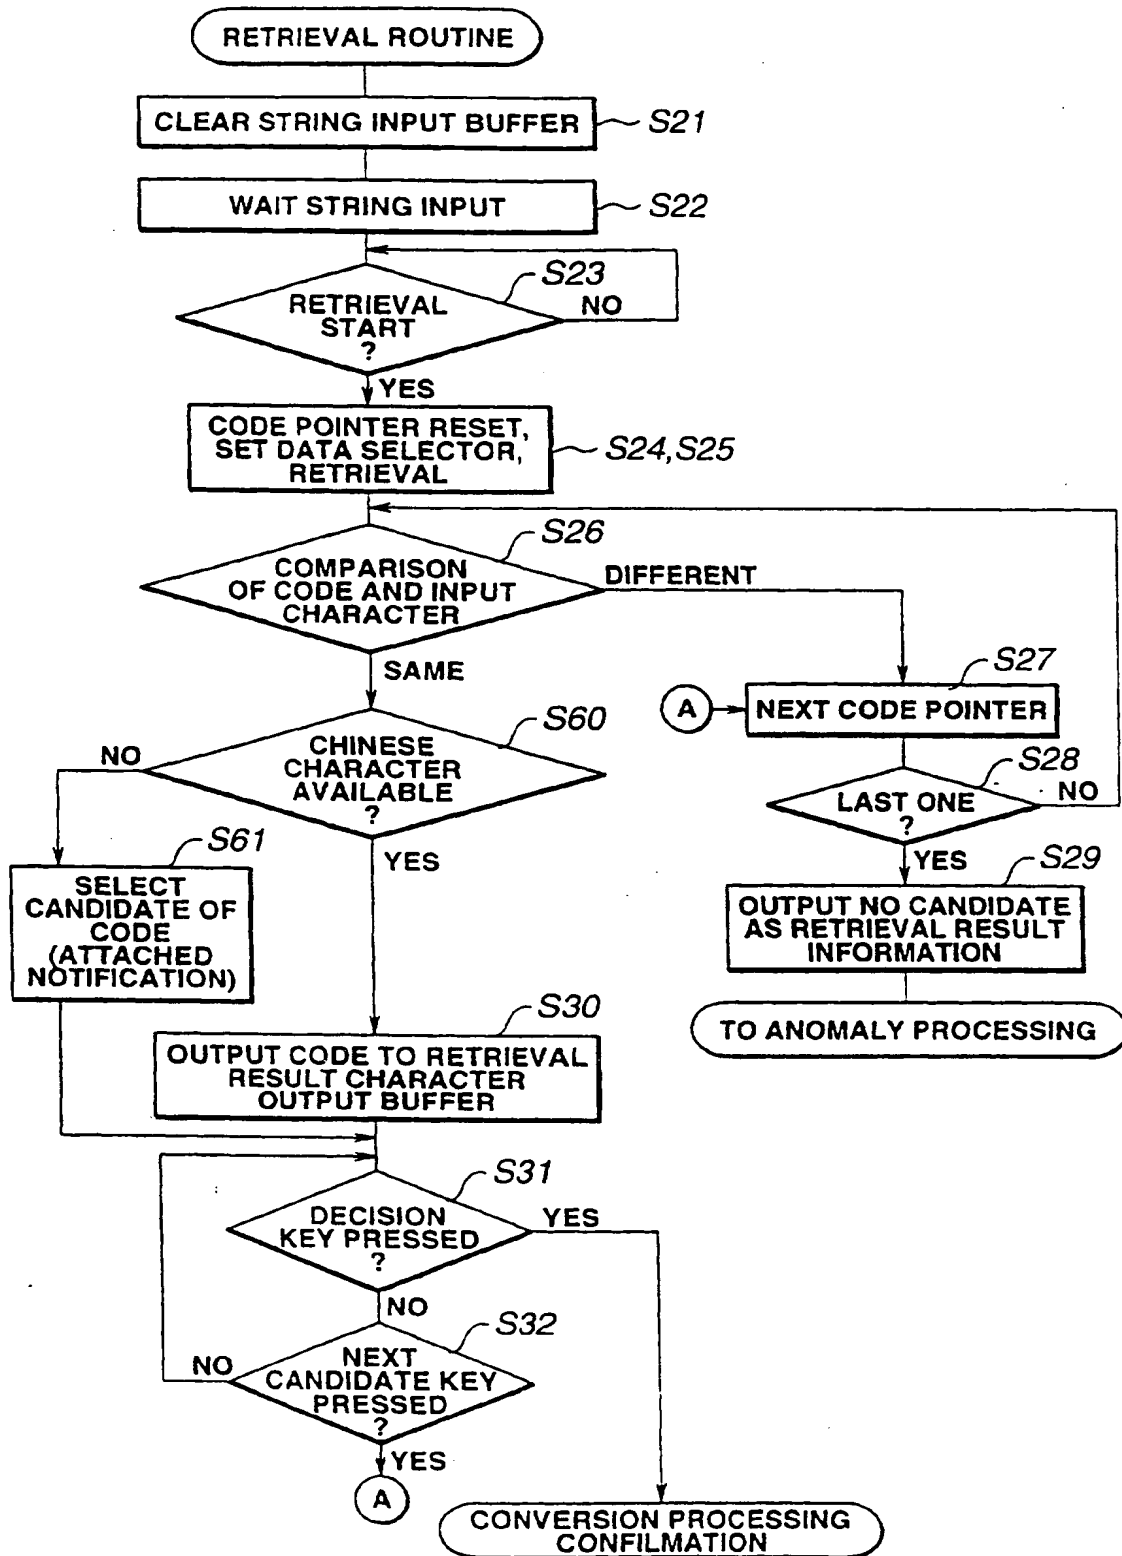 RETRIEVAL ROUTINE
CLEAR STRING INPUT BUFFER
S21
WAIT STRING INPUT
S22
S23
RETRIEVAL
START
?
NO
YES
CODE POINTER RESET,
SET DATA SELECTOR,
RETRIEVAL
S24,S25
S26
COMPARISON
OF CODE AND INPUT
CHARACTER
DIFFERENT
SAME
S27
A
NEXT CODE POINTER
S28
LAST ONE
?
NO
YES
S29
OUTPUT NO CANDIDATE
AS RETRIEVAL RESULT
INFORMATION
TO ANOMALY PROCESSING
S60
CHINESE
CHARACTER
AVAILABLE
?
NO
YES
S61
SELECT
CANDIDATE OF
CODE
(ATTACHED
NOTIFICATION)
S30
OUTPUT CODE TO RETRIEVAL
RESULT CHARACTER
OUTPUT BUFFER
S31
DECISION
KEY PRESSED
?
YES
NO
S32
NEXT
CANDIDATE KEY
PRESSED
?
NO
YES
A
CONVERSION PROCESSING
CONFILMATION